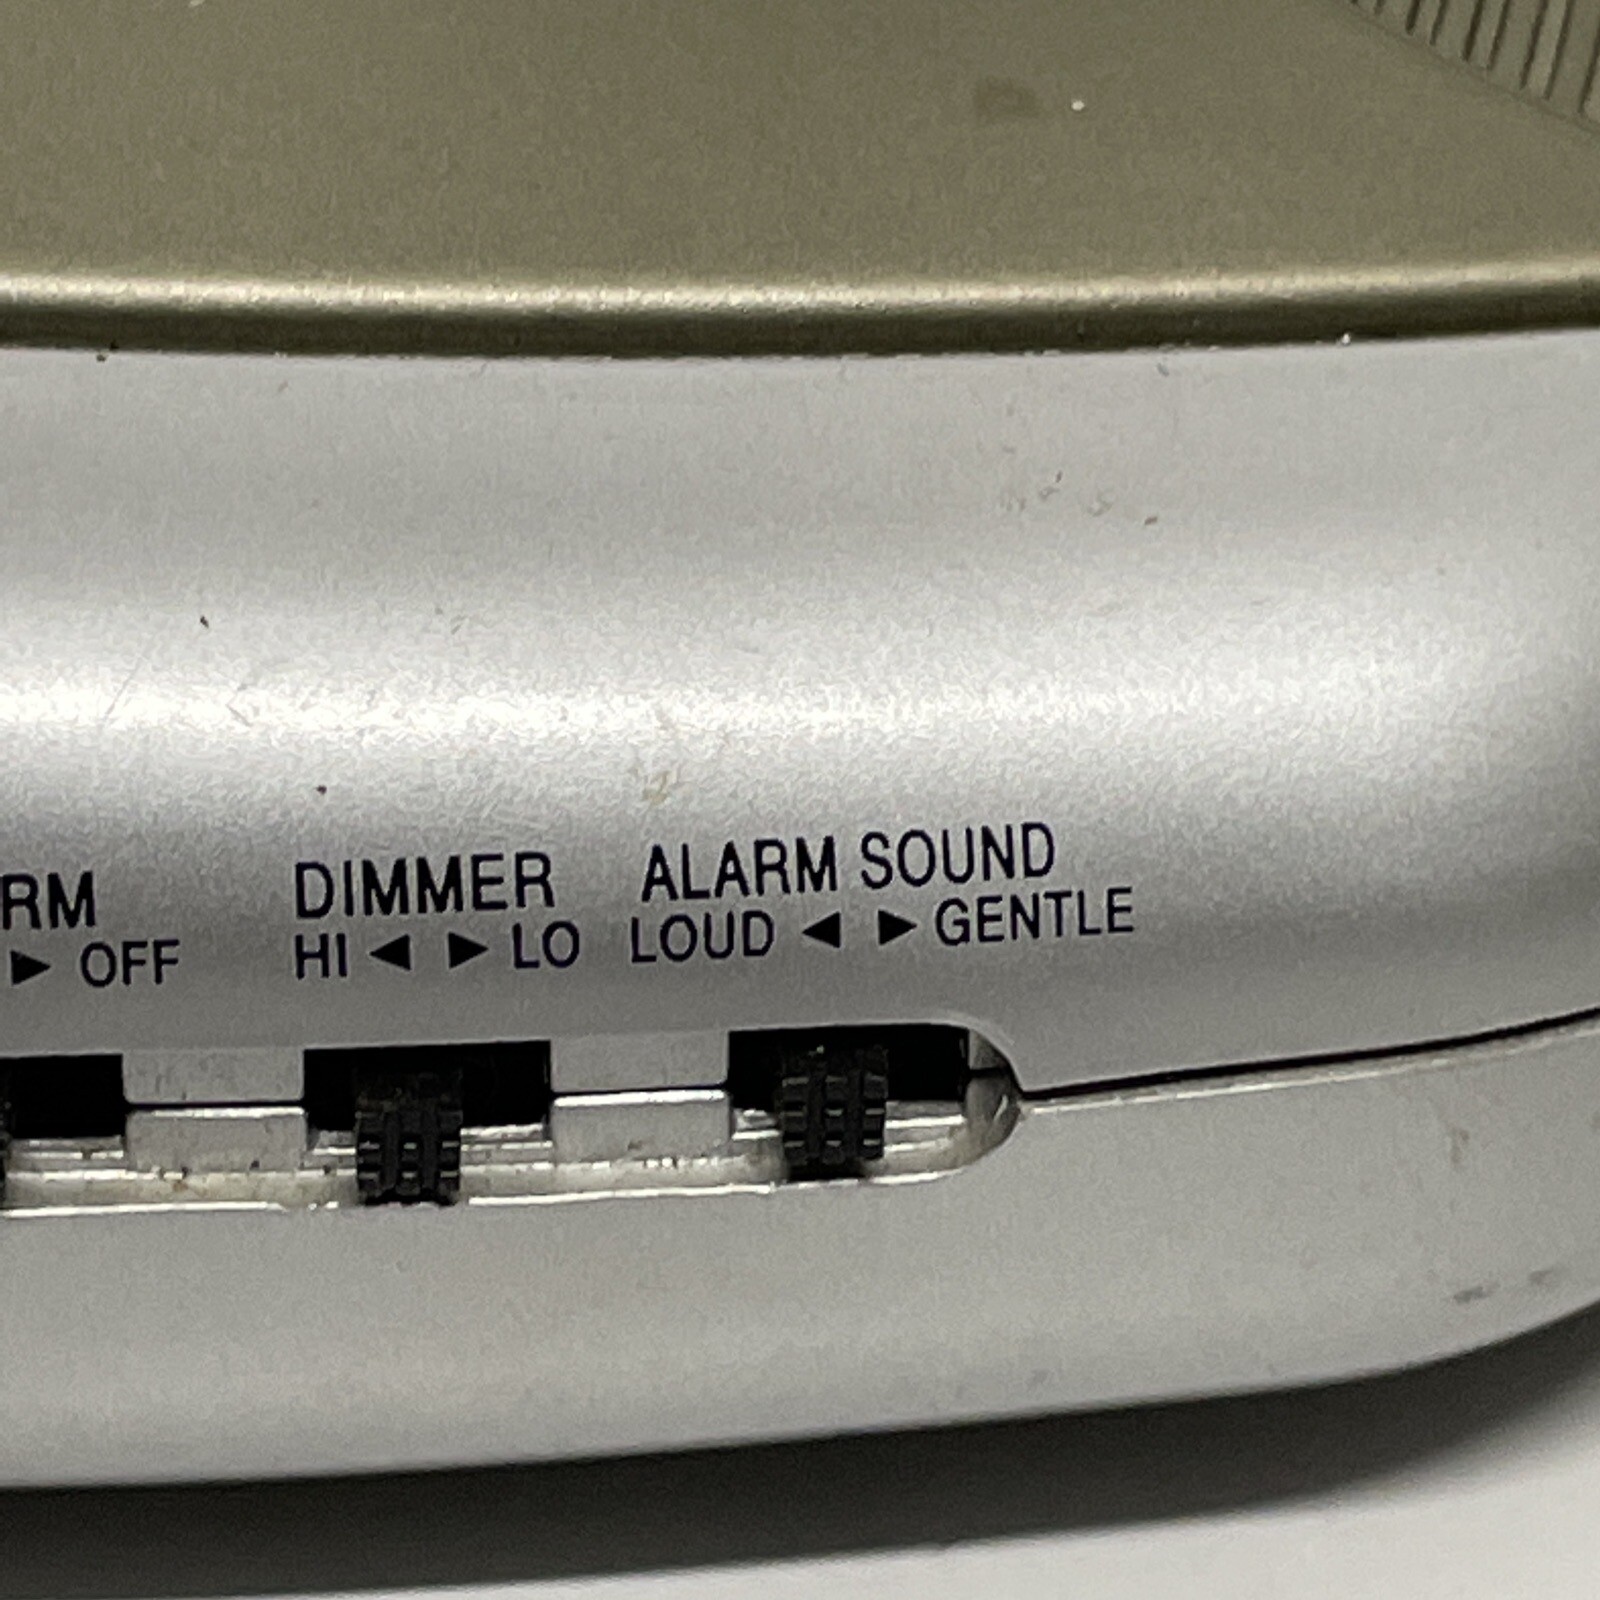 RM
▶ OFF
DIMMER
HI ◀ ▶ LO
ALARM SOUND
LOUD ◀ ▶ GENTLE